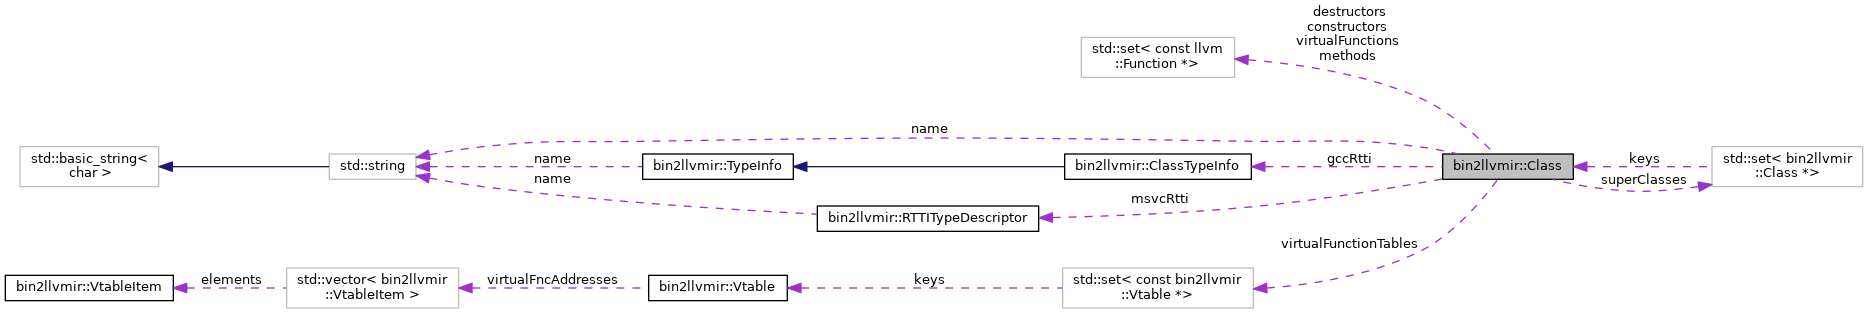 destructors
constructors
virtualFunctions
methods
std::set< const llvm
::Function *>
name
std::basic_string<
char >
std::string
name
bin2llvmir::TypeInfo
bin2llvmir::ClassTypeInfo
gccRtti
bin2llvmir::Class
keys
superClasses
std::set< bin2llvmir
::Class *>
name
bin2llvmir::RTTITypeDescriptor
msvcRtti
virtualFunctionTables
bin2llvmir::VtableItem
elements
std::vector< bin2llvmir
::VtableItem >
virtualFncAddresses
bin2llvmir::Vtable
keys
std::set< const bin2llvmir
::Vtable *>